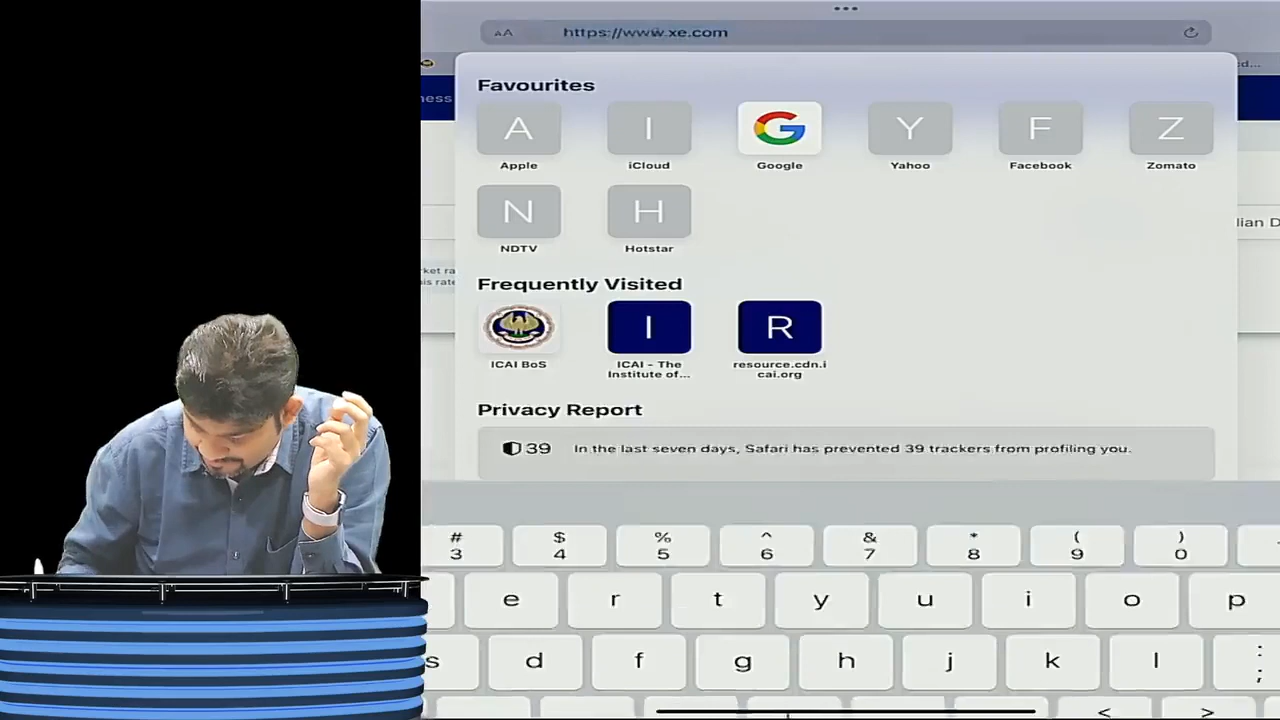 •••
AA https://www.xe.com
Favourites
A I G Y F Z
Apple iCloud Google Yahoo Facebook Zomato
N H
NDTV Hotstar
Frequently Visited
I R
ICAI BoS ICAI - The Institute of... resource.cdn.icai.org
Privacy Report
39 In the last seven days, Safari has prevented 39 trackers from profiling you.
# $ % ^ & * ( )
3 4 5 6 7 8 9 0
e r t y u i o p
s d f g h j k l : ;
< >